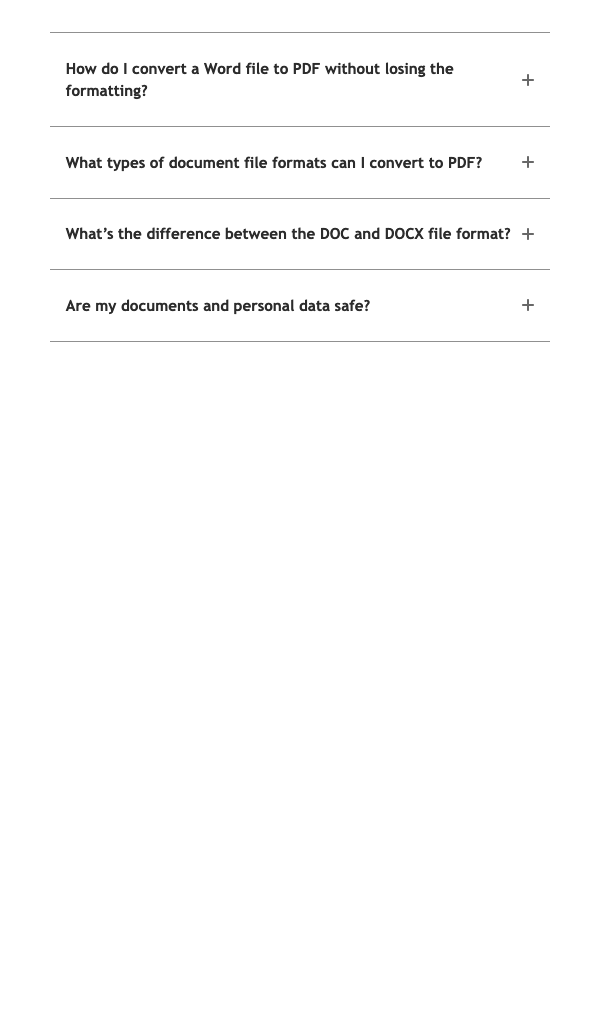 How do I convert a Word file to PDF without losing the
formatting?
What types of document file formats can I convert to PDF?
What’s the difference between the DOC and DOCX file format?
Are my documents and personal data safe?